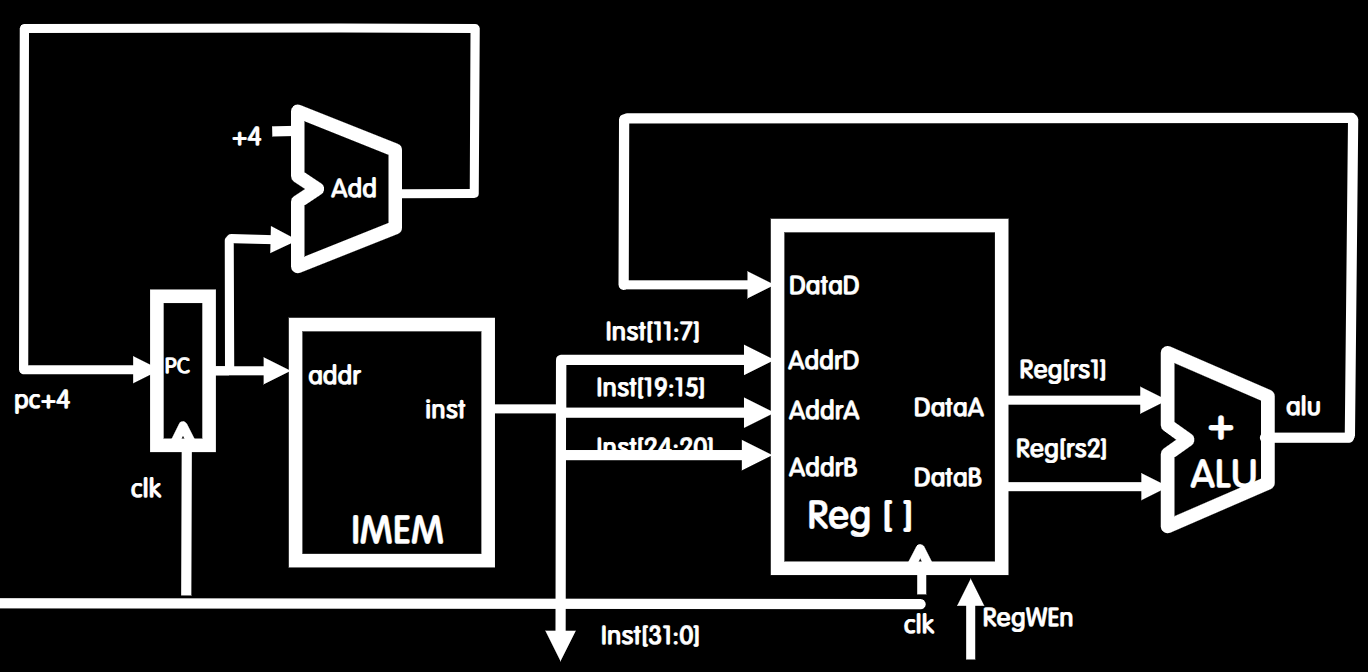 +4
Add
DataD
Inst[11:7]
PC
addr
AddrD
Reg[rs1]
Inst[19:15]
pc+4
inst
AddrA
DataA
alu
+
Inst[24:20]
AddrB
Reg[rs2]
DataB
ALU
clk
IMEM
Reg [ ]
clk
RegWEn
Inst[31:0]